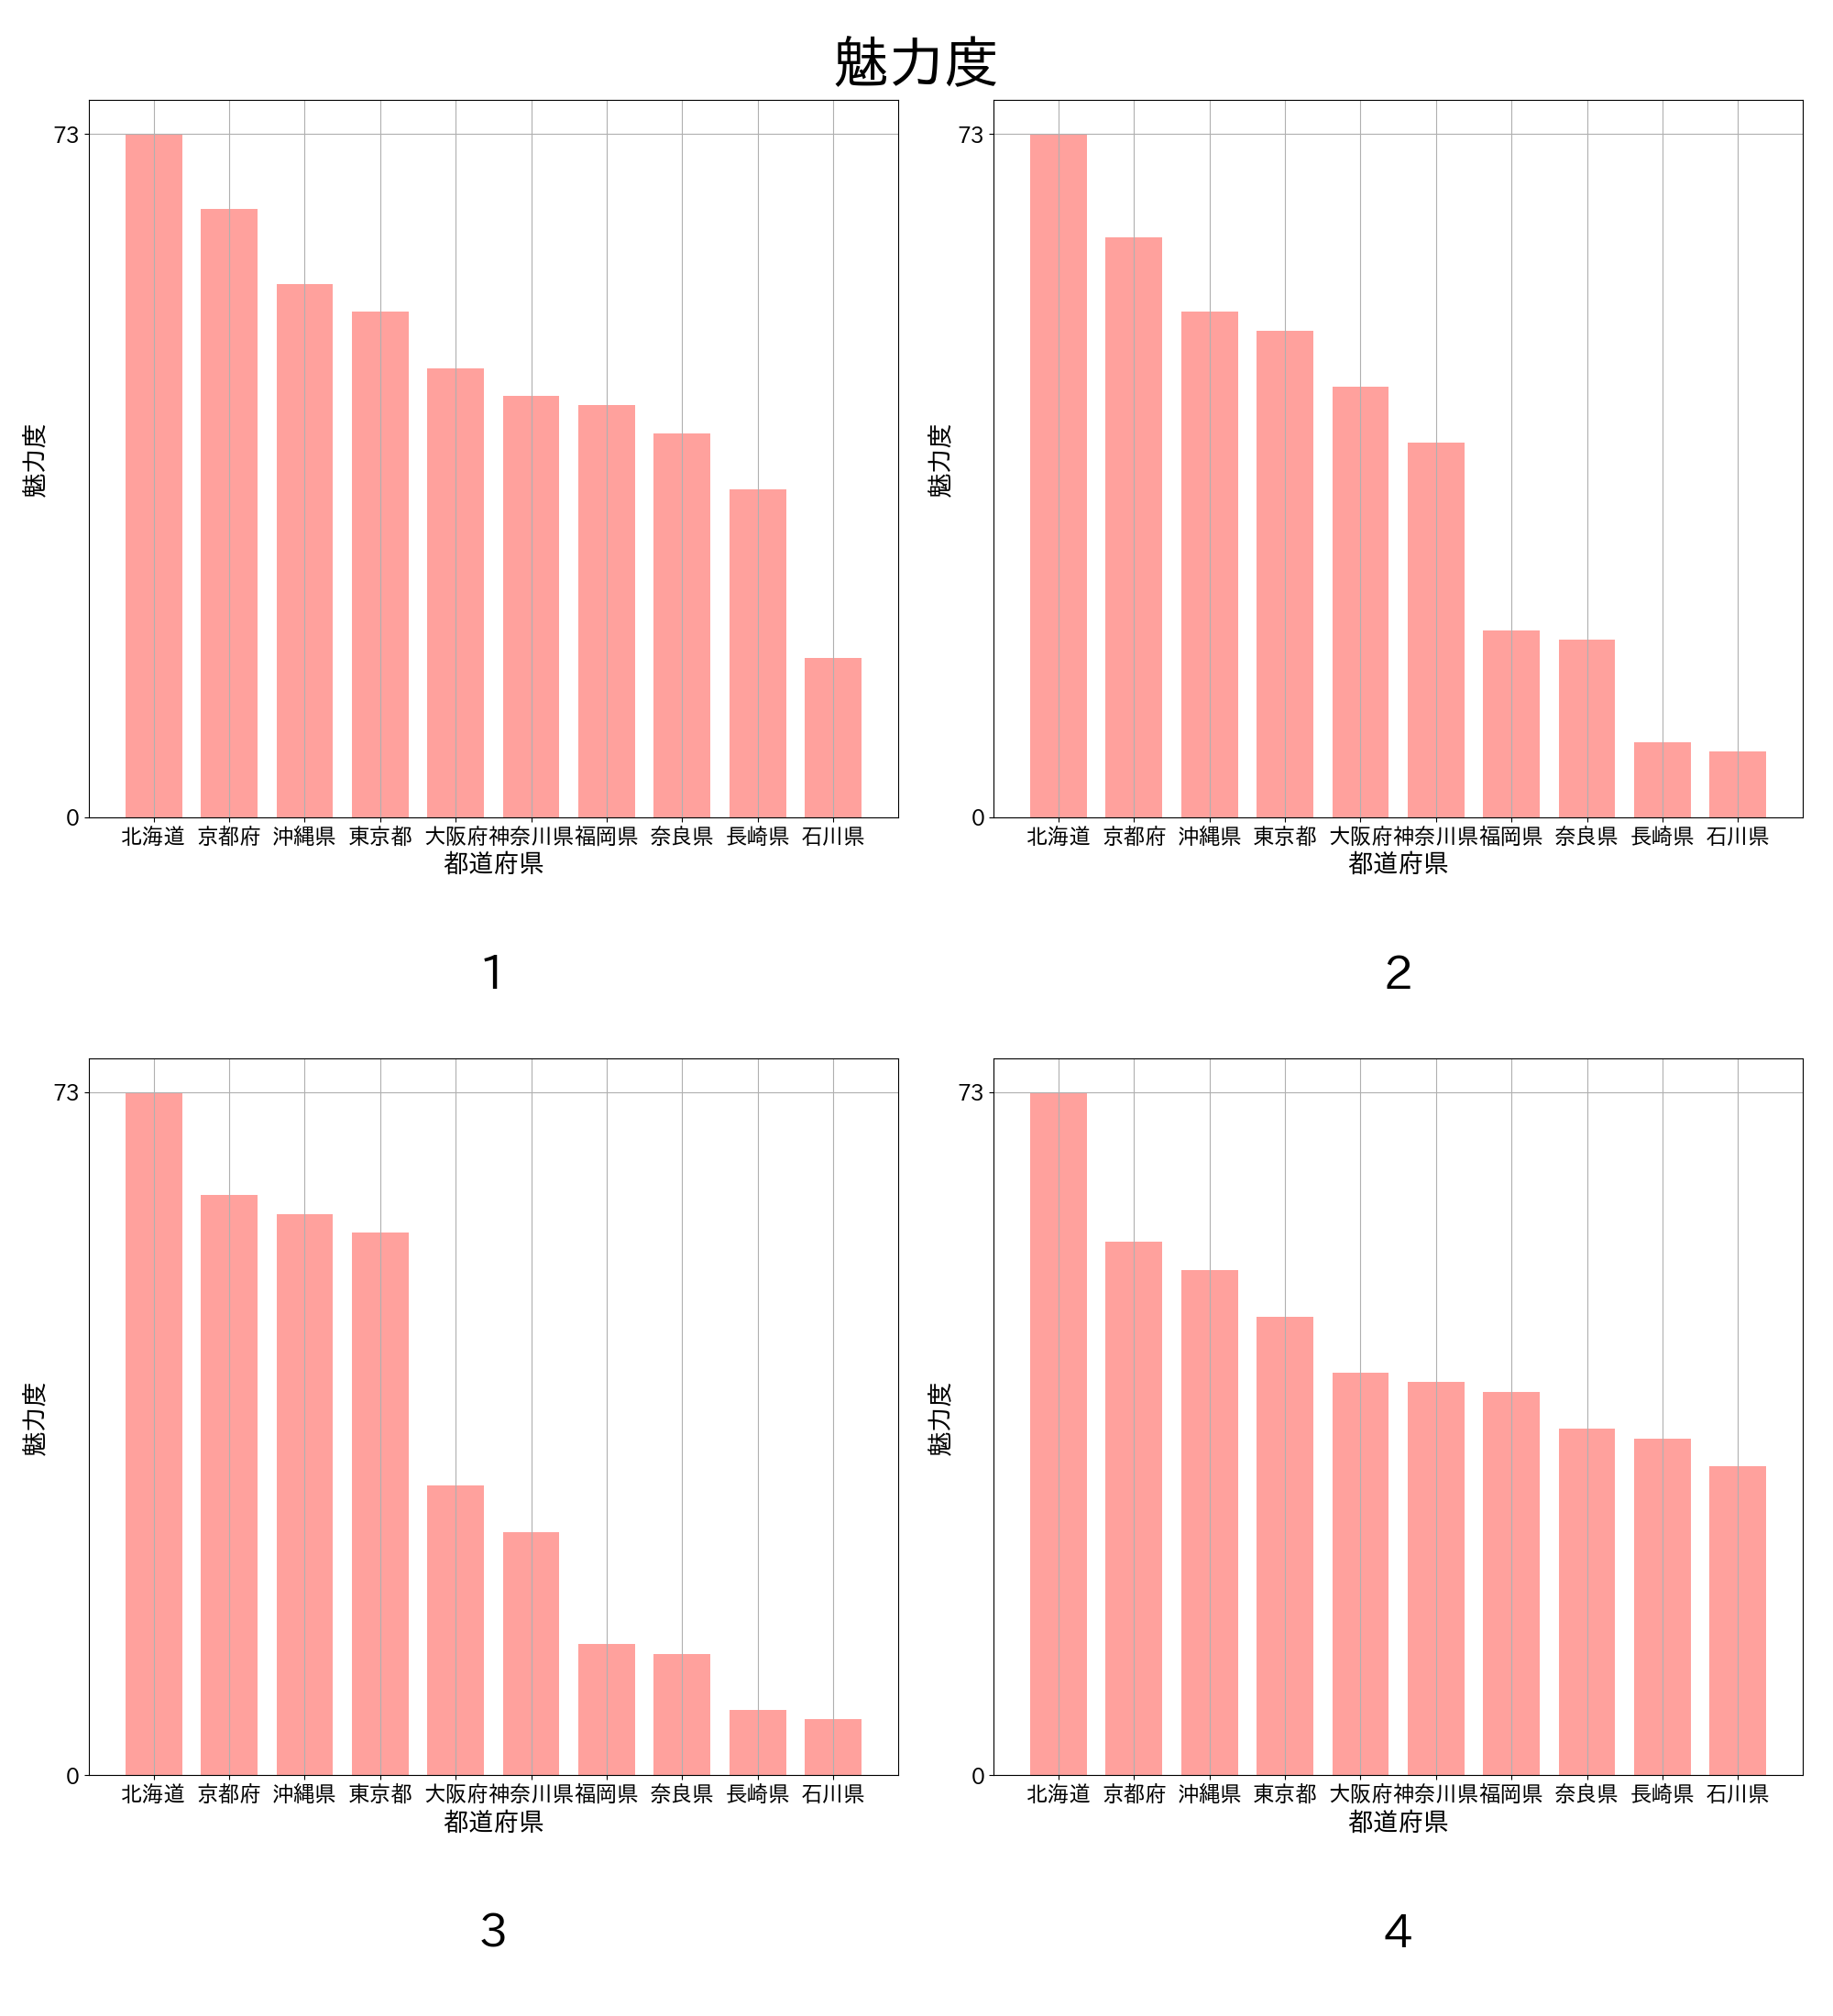 魅力度
73
0
魅力度
北海道 京都府 沖縄県 東京都 大阪府 神奈川県 福岡県 奈良県 長崎県 石川県
都道府県
1
73
0
魅力度
北海道 京都府 沖縄県 東京都 大阪府 神奈川県 福岡県 奈良県 長崎県 石川県
都道府県
2
73
0
魅力度
北海道 京都府 沖縄県 東京都 大阪府 神奈川県 福岡県 奈良県 長崎県 石川県
都道府県
3
73
0
魅力度
北海道 京都府 沖縄県 東京都 大阪府 神奈川県 福岡県 奈良県 長崎県 石川県
都道府県
4